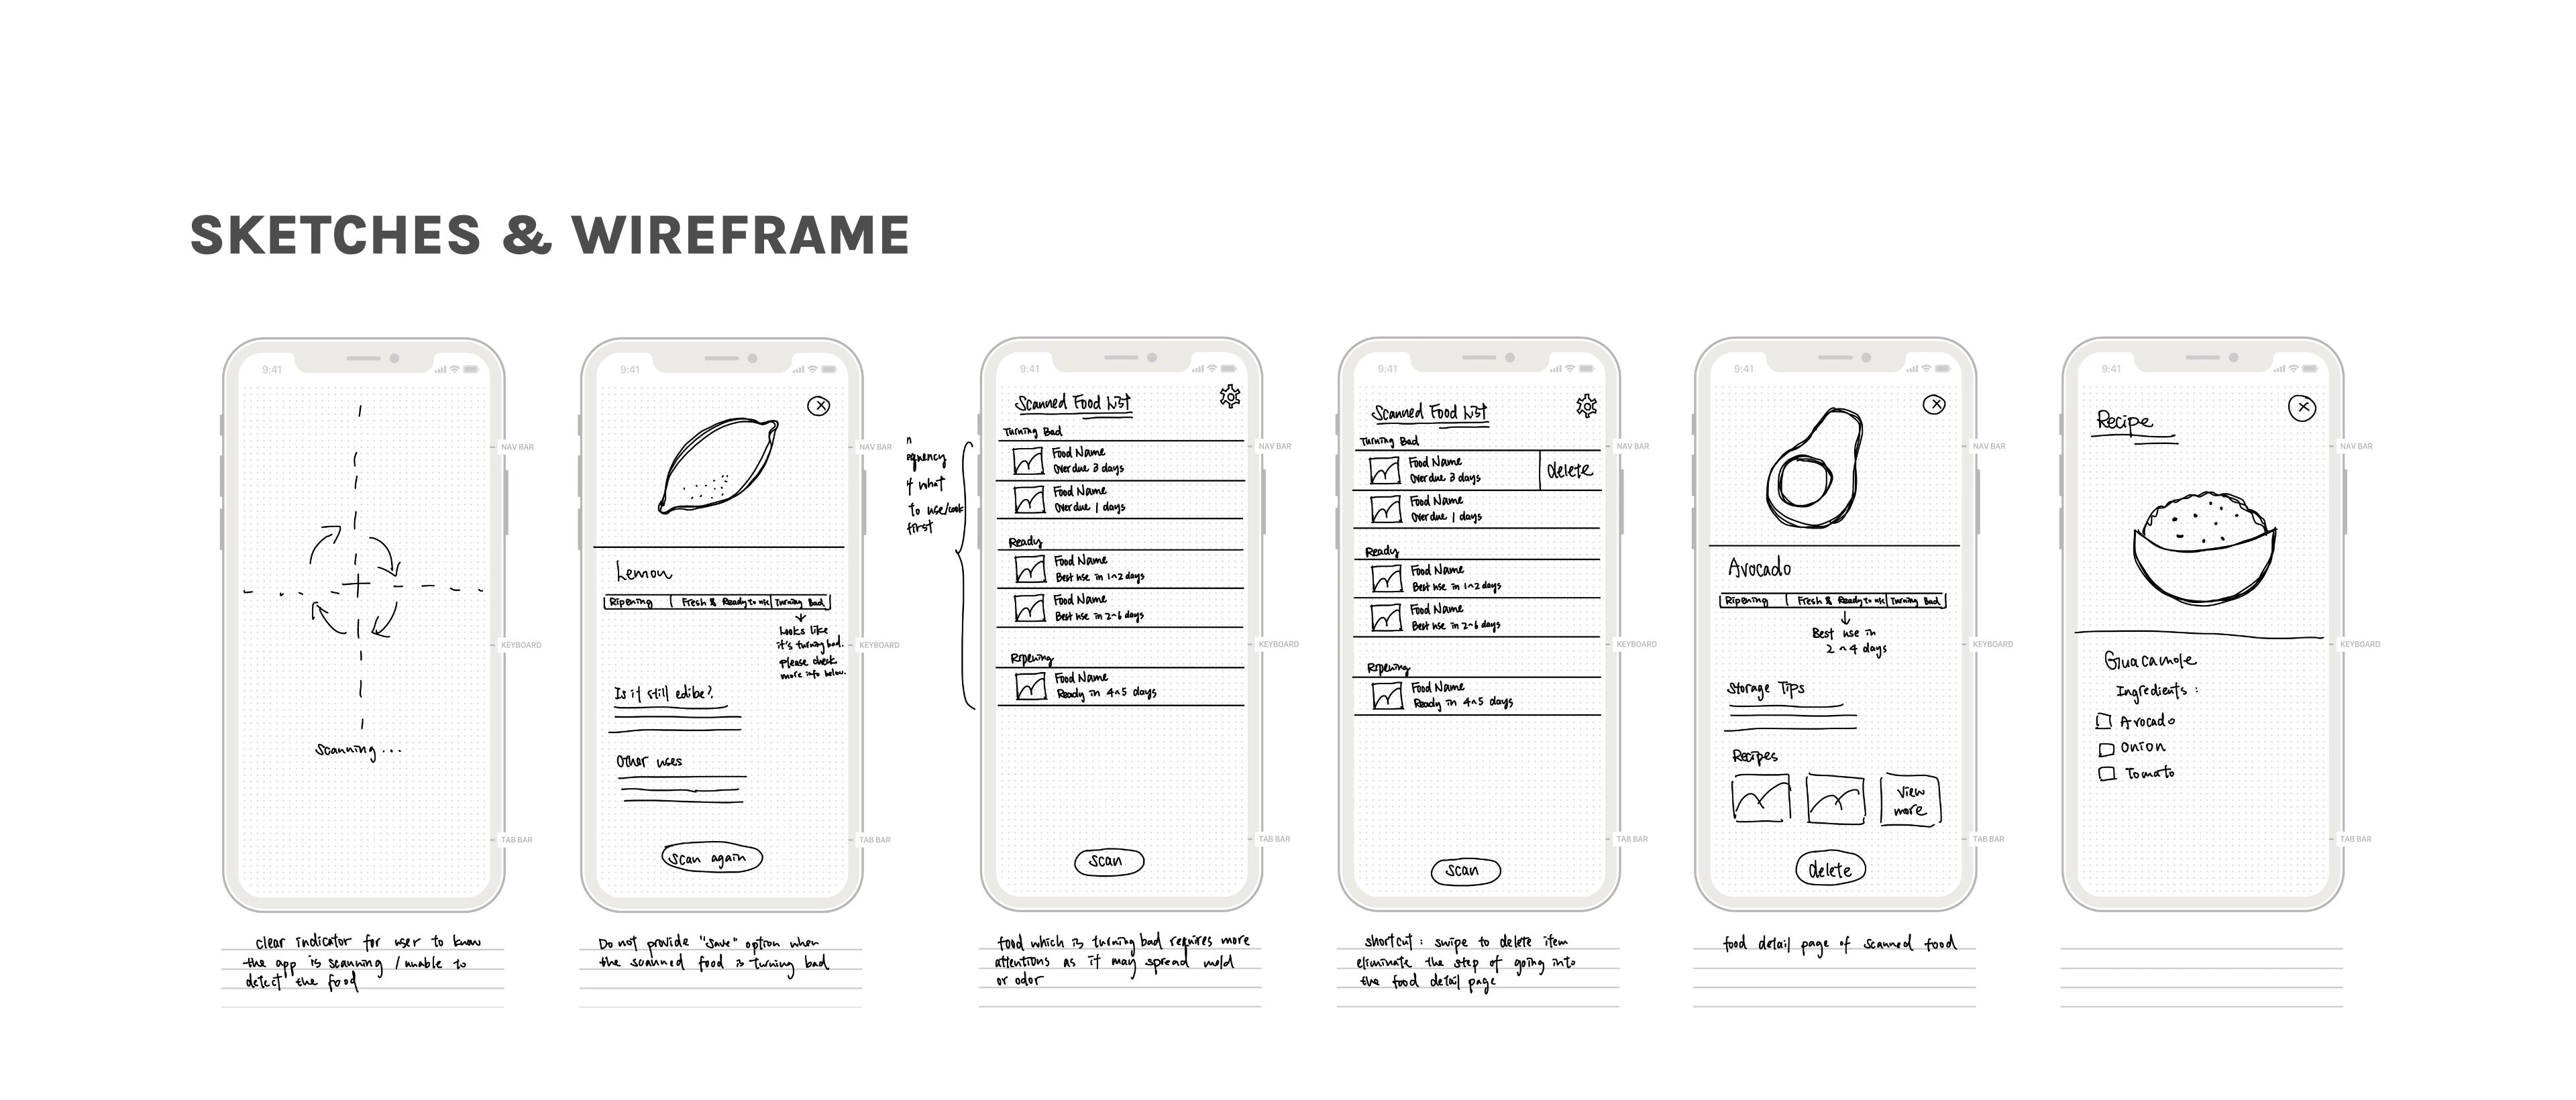 SKETCHES & WIREFRAME
9:41
NAV BAR
KEYBOARD
TAB BAR
Scanning...
clear indicator for user to know
the app is scanning / unable to
detect the food
9:41
NAV BAR
KEYBOARD
TAB BAR
Lemon
Ripening Fresh & Ready to use Turning Bad
Looks like
it's turning bad.
please check
more info below.
Is it still edibe?
Other uses
Scan again
Do not provide "save" option when
the scanned food is turning bad
what
to use/cook
first
9:41
NAV BAR
KEYBOARD
TAB BAR
Scanned Food List
Turning Bad
Food Name
Overdue 3 days
Food Name
Overdue 1 days
Ready
Food Name
Best use in 1~2 days
Food Name
Best use in 2~6 days
Ripening
Food Name
Ready in 4~5 days
scan
food which is turning bad requires more
attentions as it may spread mold
or odor
9:41
NAV BAR
KEYBOARD
TAB BAR
Scanned Food List
Turning Bad
Food Name
Overdue 3 days
delete
Food Name
Overdue 1 days
Ready
Food Name
Best use in 1~2 days
Food Name
Best use in 2~6 days
Ripening
Food Name
Ready in 4~5 days
scan
shortcut: swipe to delete item
eliminate the step of going into
the food detail page
9:41
NAV BAR
KEYBOARD
TAB BAR
Avocado
Ripening Fresh & Ready to use Turning Bad
Best use in
2~4 days
Storage Tips
Recipes
View
more
delete
food detail page of scanned food
9:41
NAV BAR
KEYBOARD
TAB BAR
Recipe
Guacamole
Ingredients:
Avocado
Onion
Tomato